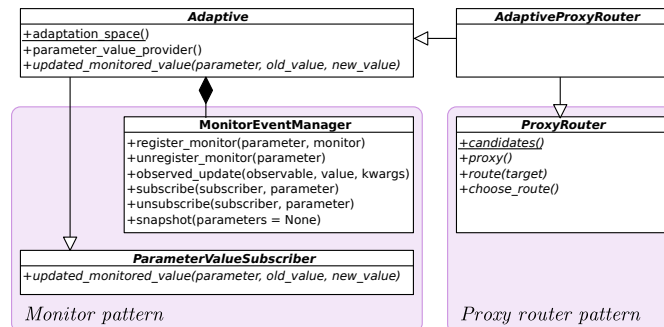 Adaptive
+adaptation_space()
+parameter_value_provider()
+updated_monitored_value(parameter, old_value, new_value)
AdaptiveProxyRouter
MonitorEventManager
+register_monitor(parameter, monitor)
+unregister_monitor(parameter)
+observed_update(observable, value, kwargs)
+subscribe(subscriber, parameter)
+unsubscribe(subscriber, parameter)
+snapshot(parameters = None)
ProxyRouter
+candidates()
+proxy()
+route(target)
+choose_route()
ParameterValueSubscriber
+updated_monitored_value(parameter, old_value, new_value)
Monitor pattern
Proxy router pattern